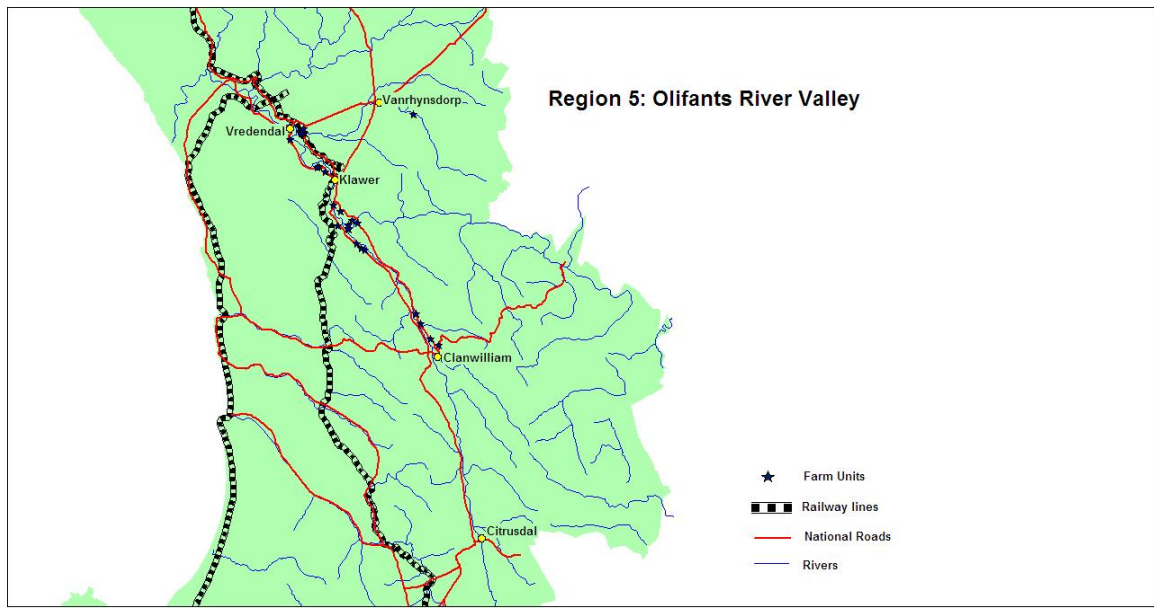 Region 5: Olifants River Valley
Vanrhynsdorp
Vredendal
Klawer
Clanwilliam
Citrusdal
Farm Units
Railway lines
National Roads
Rivers